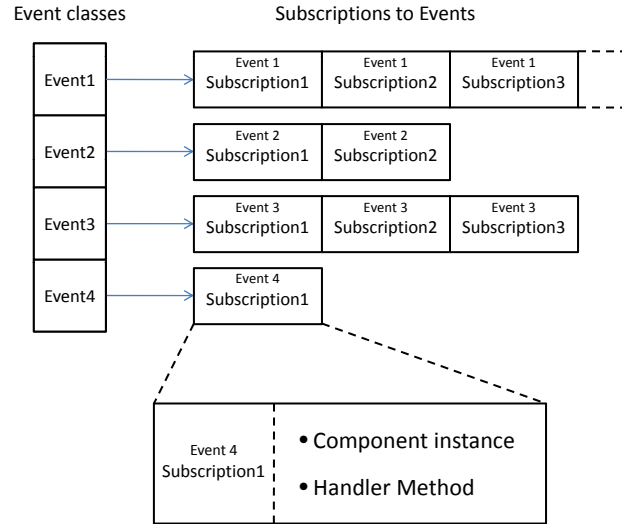 Event classes
Subscriptions to Events
Event1
Event 1
Subscription1
Event 1
Subscription2
Event 1
Subscription3
Event2
Event 2
Subscription1
Event 2
Subscription2
Event3
Event 3
Subscription1
Event 3
Subscription2
Event 3
Subscription3
Event4
Event 4
Subscription1
Event 4
Subscription1
• Component instance
• Handler Method